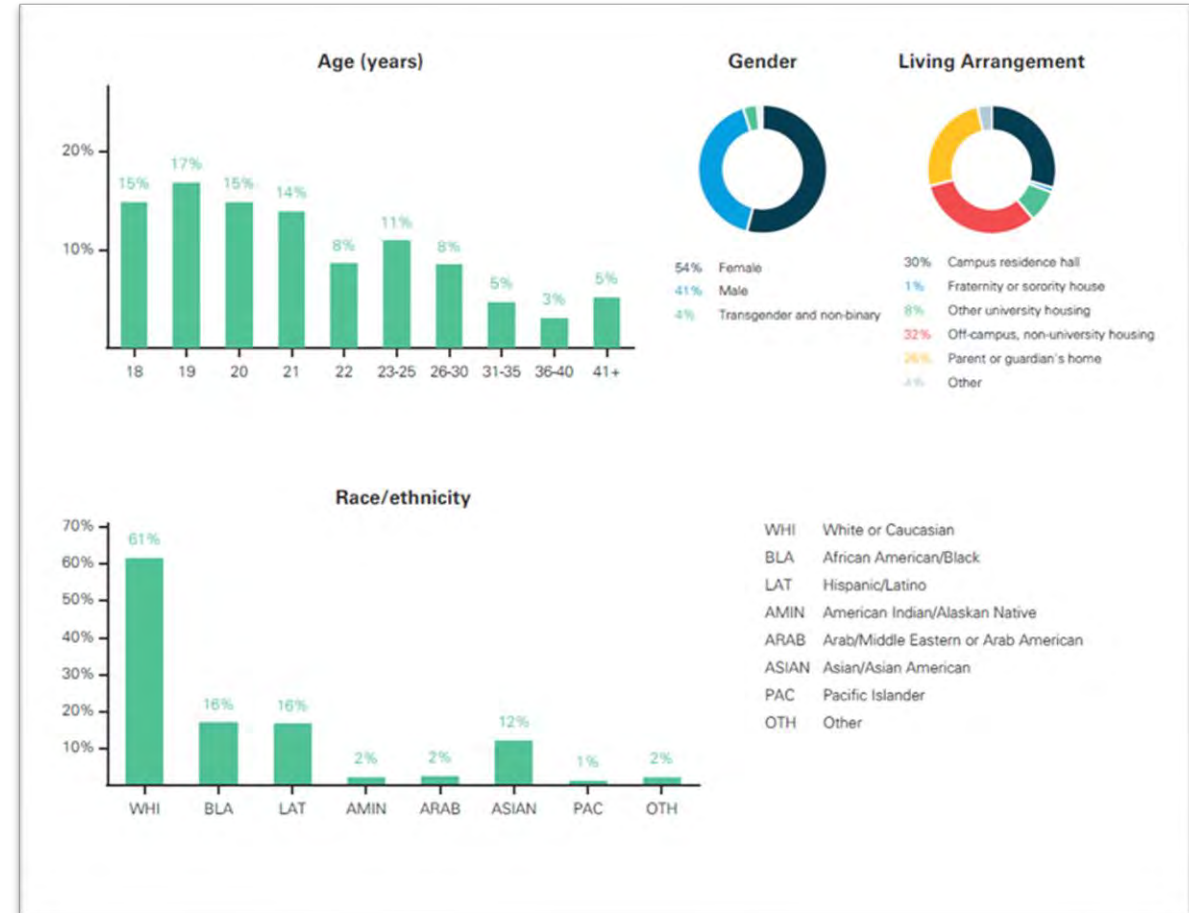 Age (years)
20%
10%
15%
17%
15%
14%
8%
11%
8%
5%
3%
5%
18 19 20 21 22 23-25 26-30 31-35 36-40 41+
Gender
54% Female
41% Male
4% Transgender and non-binary
Living Arrangement
30% Campus residence hall
1% Fraternity or sorority house
8% Other university housing
32% Off-campus, non-university housing
26% Parent or guardian's home
4% Other
Race/ethnicity
70%
60%
50%
40%
30%
20%
10%
61%
16%
16%
2%
2%
12%
1%
2%
WHI BLA LAT AMIN ARAB ASIAN PAC OTH
WHI White or Caucasian
BLA African American/Black
LAT Hispanic/Latino
AMIN American Indian/Alaskan Native
ARAB Arab/Middle Eastern or Arab American
ASIAN Asian/Asian American
PAC Pacific Islander
OTH Other